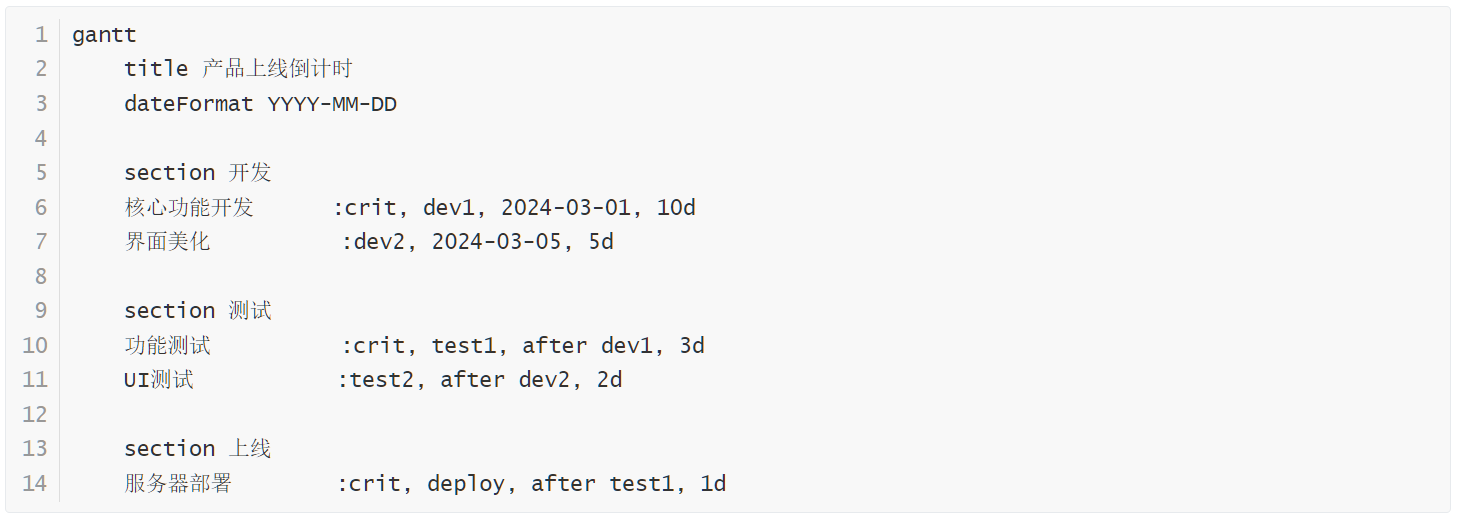 1 gantt
2     title 产品上线倒计时
3     dateFormat YYYY-MM-DD
4
5     section 开发
6     核心功能开发      :crit, dev1, 2024-03-01, 10d
7     界面美化          :dev2, 2024-03-05, 5d
8
9     section 测试
10     功能测试          :crit, test1, after dev1, 3d
11     UI测试           :test2, after dev2, 2d
12
13     section 上线
14     服务器部署        :crit, deploy, after test1, 1d